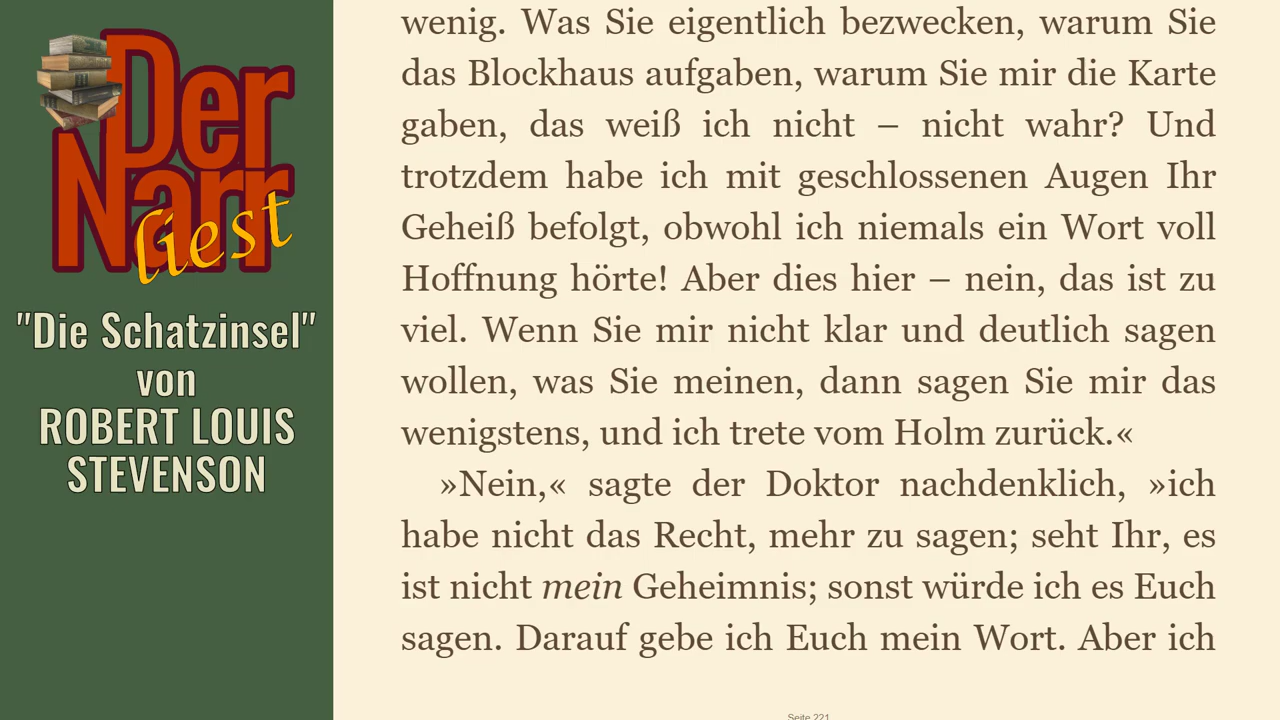 Der
Narr
liest
"Die Schatzinsel"
von
ROBERT LOUIS
STEVENSON
wenig. Was Sie eigentlich bezwecken, warum Sie
das Blockhaus aufgaben, warum Sie mir die Karte
gaben, das weiß ich nicht – nicht wahr? Und
trotzdem habe ich mit geschlossenen Augen Ihr
Geheiß befolgt, obwohl ich niemals ein Wort voll
Hoffnung hörte! Aber dies hier – nein, das ist zu
viel. Wenn Sie mir nicht klar und deutlich sagen
wollen, was Sie meinen, dann sagen Sie mir das
wenigstens, und ich trete vom Holm zurück.«
»Nein,« sagte der Doktor nachdenklich, »ich
habe nicht das Recht, mehr zu sagen; seht Ihr, es
ist nicht mein Geheimnis; sonst würde ich es Euch
sagen. Darauf gebe ich Euch mein Wort. Aber ich
Seite 221